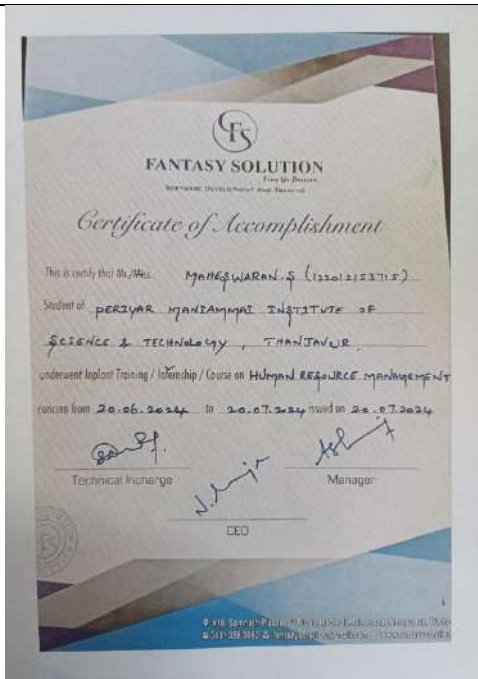 CFS
FANTASY SOLUTION
SOFTWARE DEVELOPMENT AND TRAINING
Certificate of Accomplishment
This is certify that Mr./Miss. MAHESWARAN.S (122012153715)
Student of PERIYAR MANIAMMAI INSTITUTE OF
SCIENCE & TECHNOLOGY, THANJAVUR.
underwent Inplant Training / Internship / Course on HUMAN RESOURCE MANAGEMENT
concern from 20.06.2024 to 20.07.2024 issued on 20.07.2024
Technical Incharge
Manager
CEO